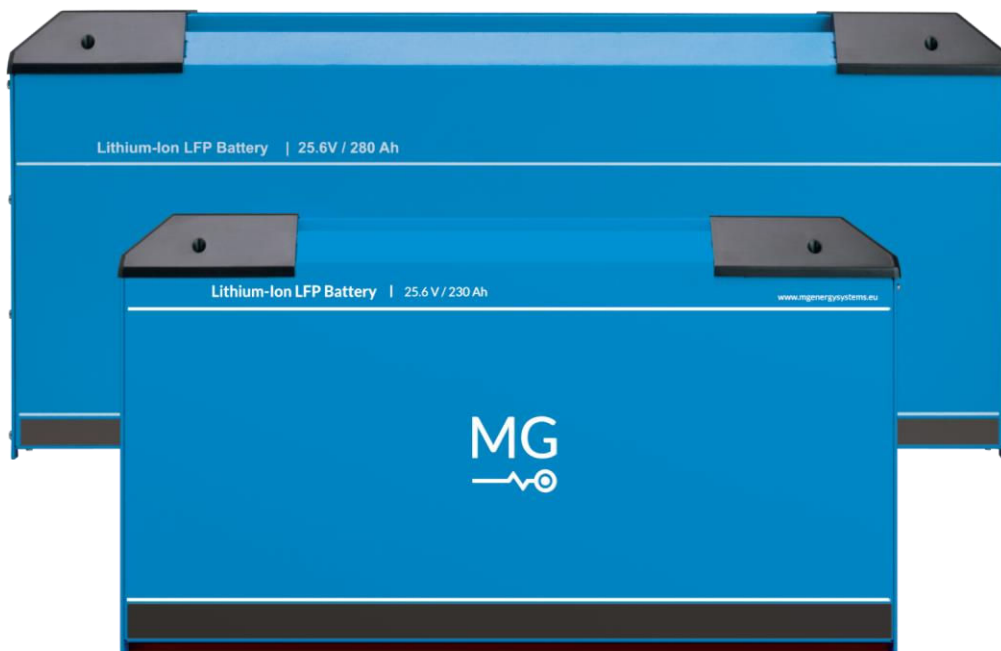 Lithium-Ion LFP Battery | 25.6V / 280 Ah
Lithium-Ion LFP Battery | 25.6 V / 230 Ah
www.mgenergysystems.eu
MG